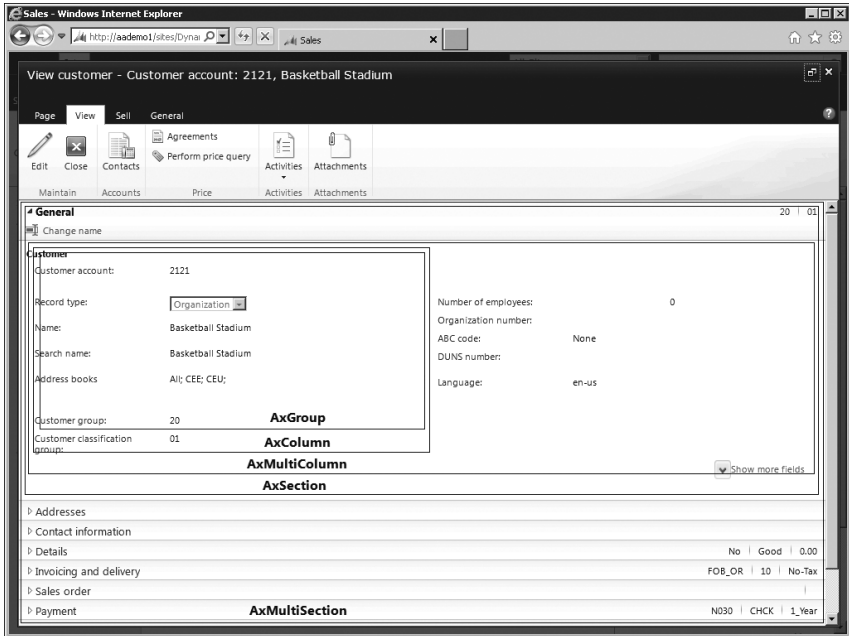 Sales - Windows Internet Explorer
http://aademo1/sites/Dynai
Sales
View customer - Customer account: 2121, Basketball Stadium
Page View Sell General
Agreements
Perform price query
Edit Close Contacts Activities Attachments
Maintain Accounts Price Activities Attachments
General 20 01
Change name
Customer
Customer account: 2121
Record type: Organization Number of employees: 0
Organization number:
Name: Basketball Stadium
ABC code: None
Search name: Basketball Stadium
DUNS number:
Address books All; CEE; CEU;
Language: en-us
Customer group: 20 AxGroup
Customer classification 01
group:
AxColumn
AxMultiColumn
Show more fields
AxSection
Addresses
Contact information
Details No Good 0.00
Invoicing and delivery FOB_OR 10 No-Tax
Sales order
Payment AxMultiSection N030 CHCK 1_Year